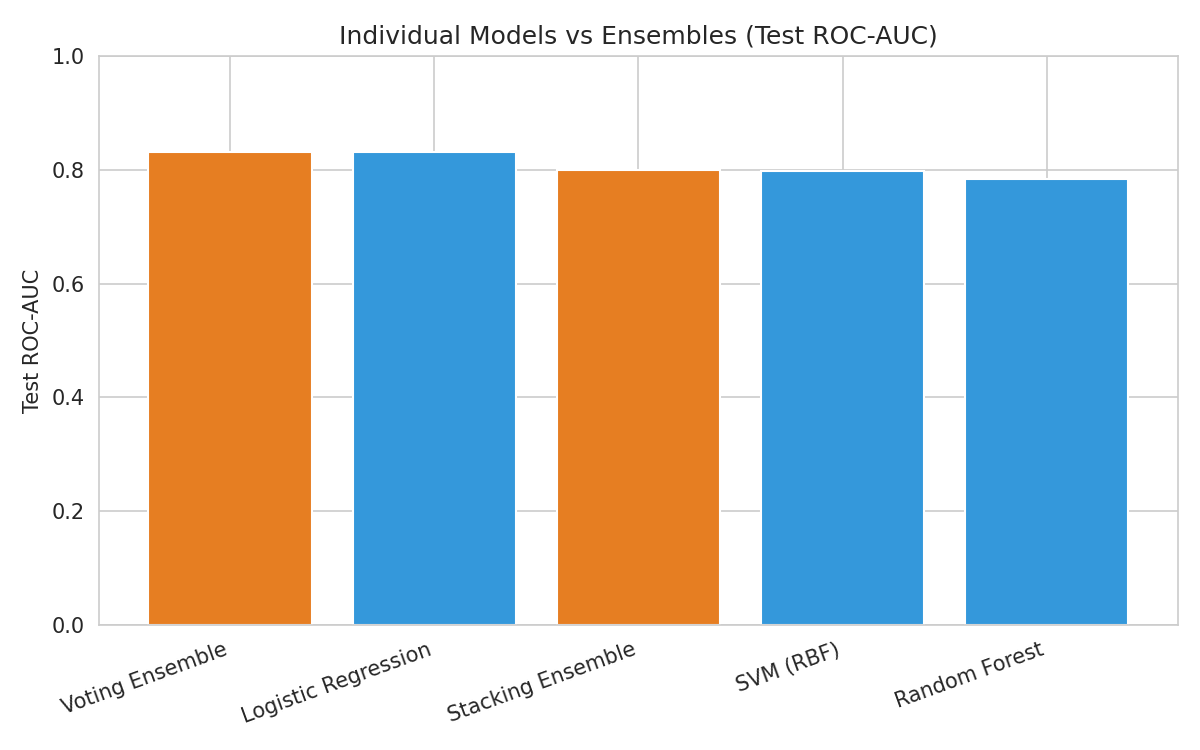 Individual Models vs Ensembles (Test ROC-AUC)
Test ROC-AUC
1.0
0.8
0.6
0.4
0.2
0.0
Voting Ensemble
Logistic Regression
Stacking Ensemble
SVM (RBF)
Random Forest